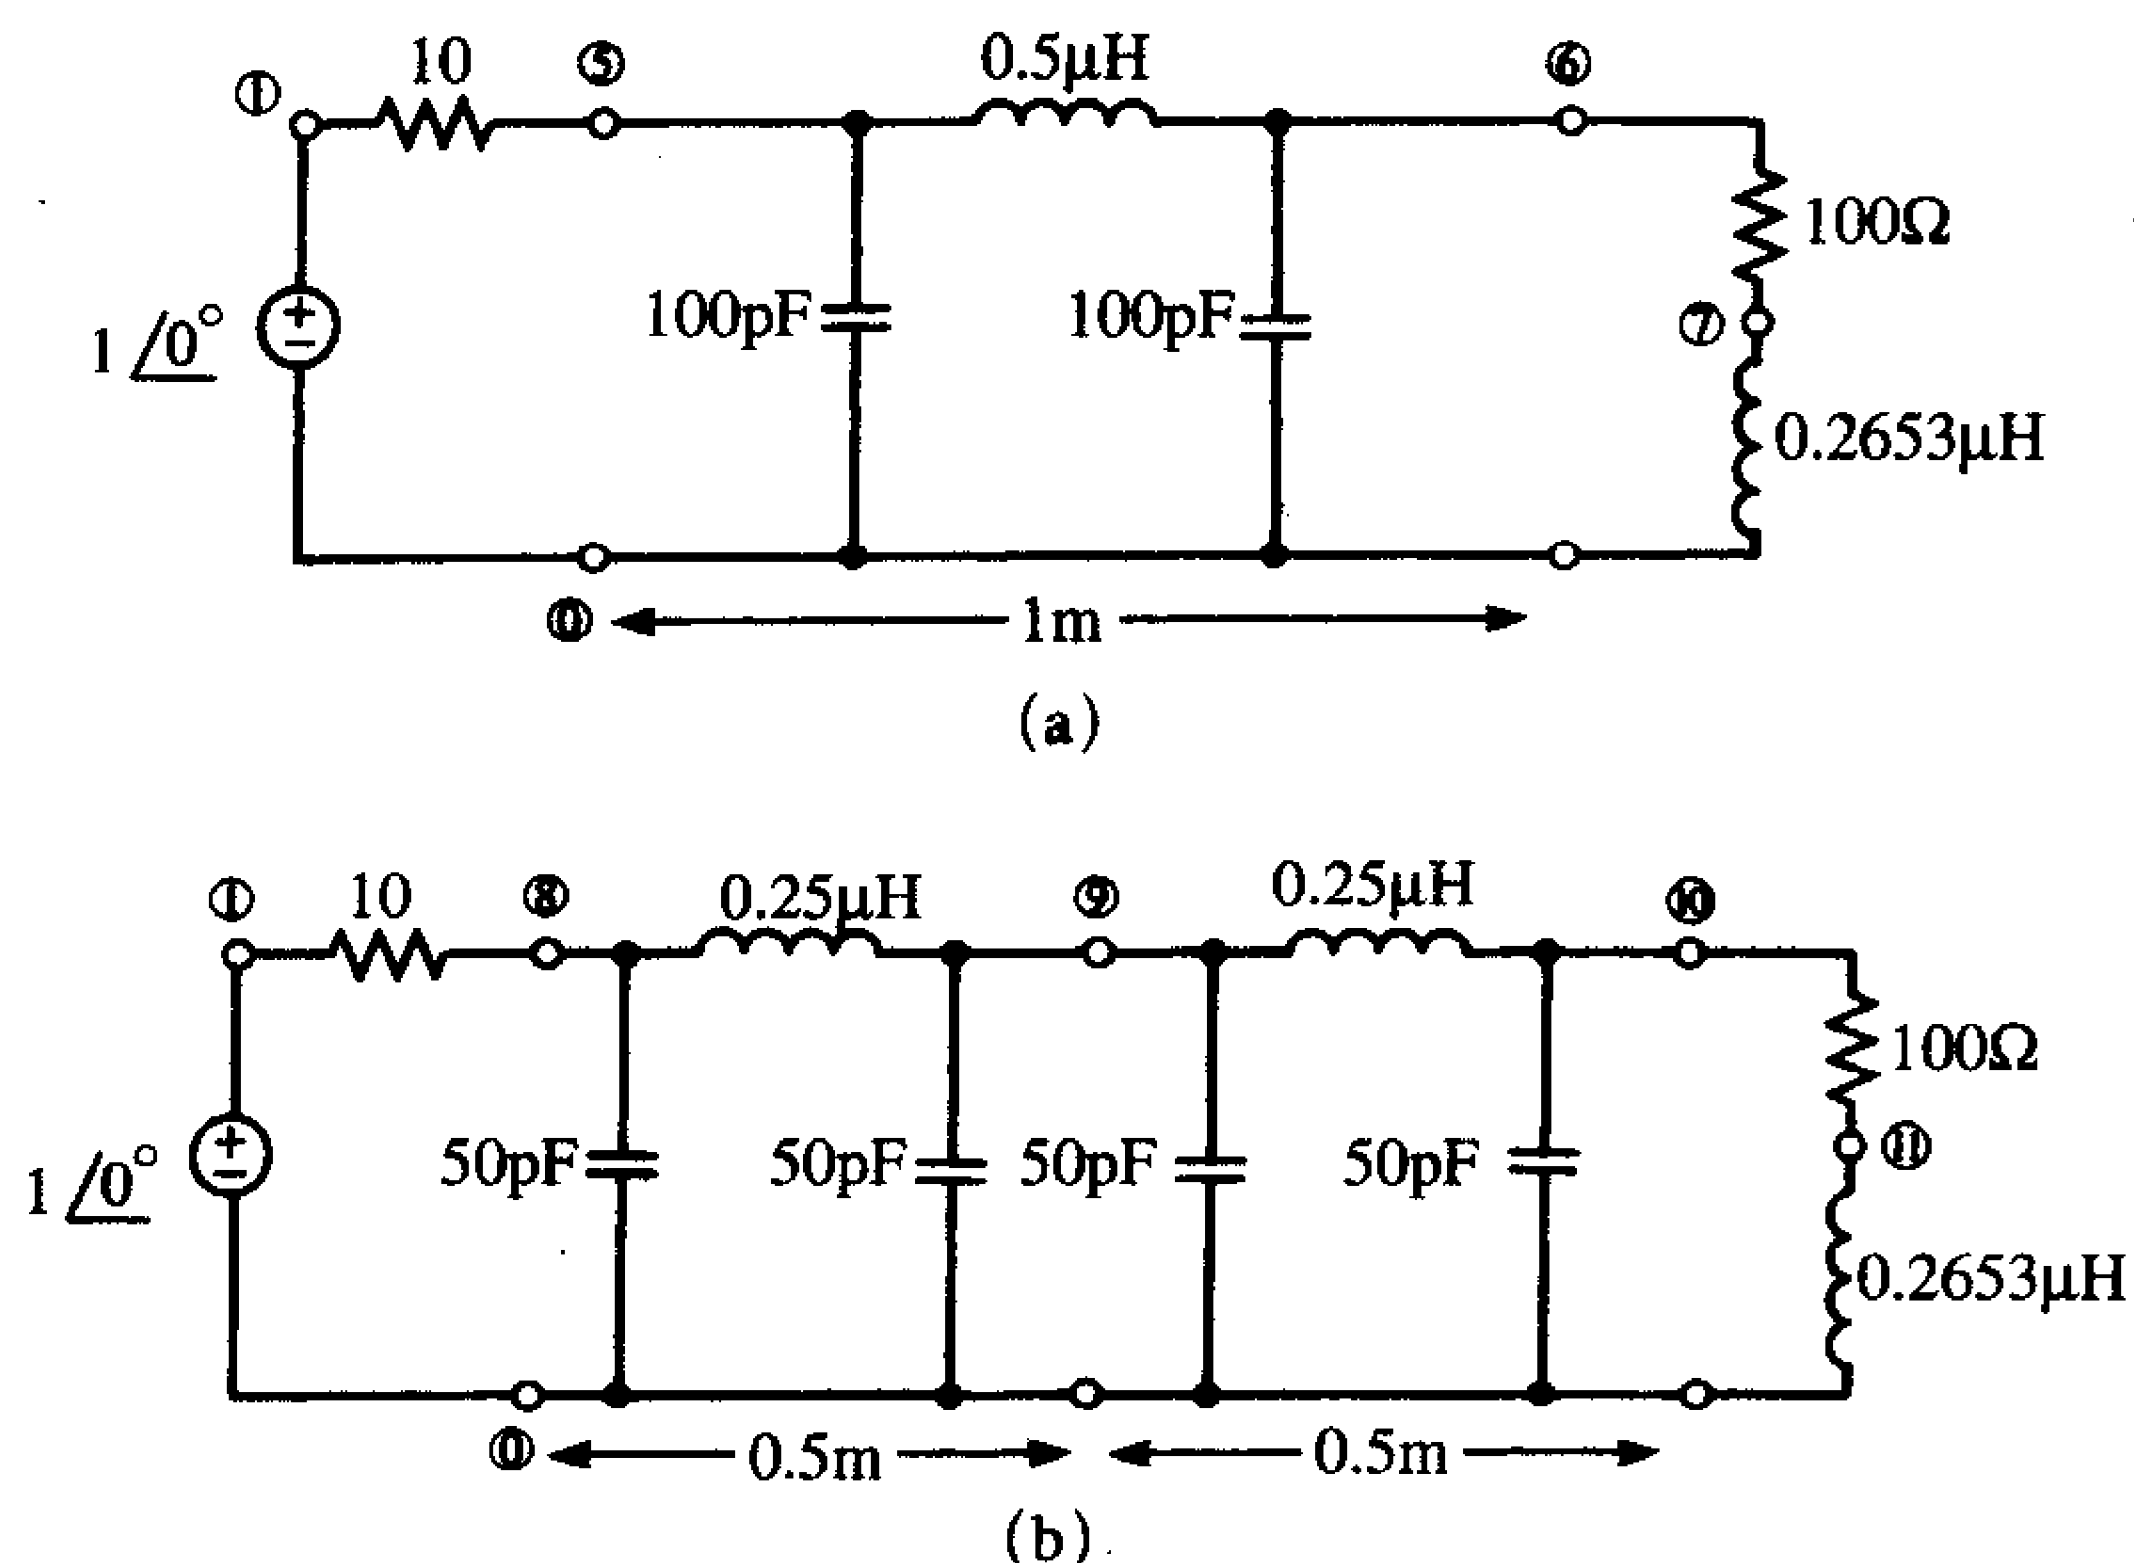 ① 10 ⑤ 0.5μH ⑥
100Ω
1 /0° + − 100pF 100pF ⑦
0.2653μH
⓪ 1m
(a)
① 10 ⑧ 0.25μH ⑨ 0.25μH ⑩
100Ω
1 /0° + − 50pF 50pF 50pF 50pF ⑪
0.2653μH
⓪ 0.5m 0.5m
(b)